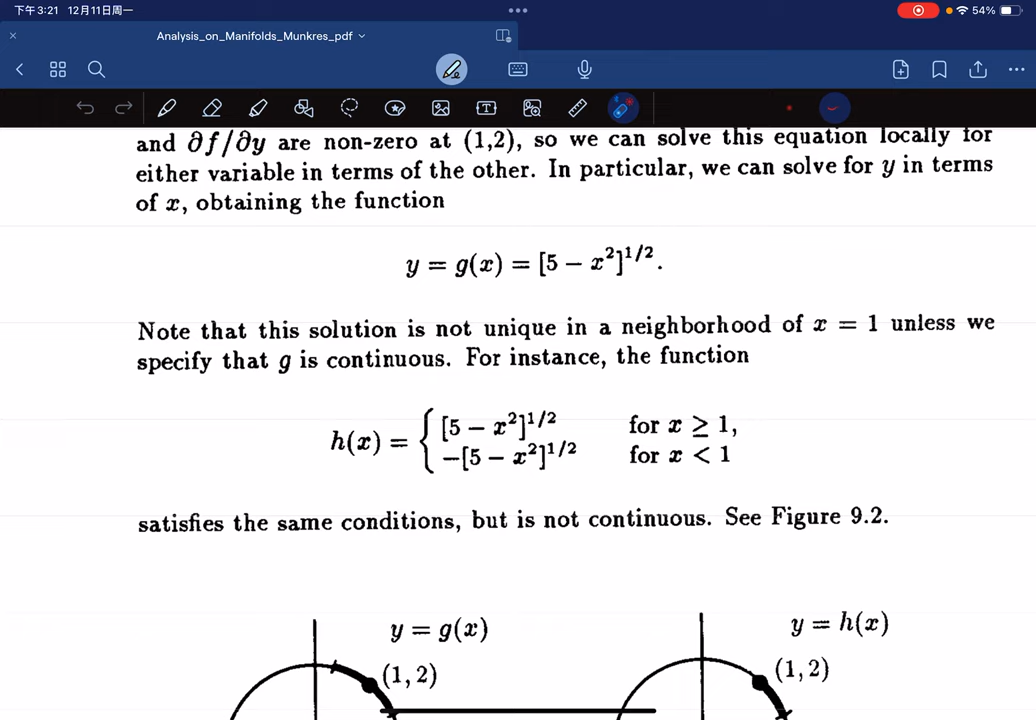 下午3:21 12月11日周一
54%
Analysis_on_Manifolds_Munkres_pdf
and ∂f/∂y are non-zero at (1,2), so we can solve this equation locally for
either variable in terms of the other. In particular, we can solve for y in terms
of x, obtaining the function
y = g(x) = [5 − x²]^{1/2}.
Note that this solution is not unique in a neighborhood of x = 1 unless we
specify that g is continuous. For instance, the function
h(x) = { [5 − x²]^{1/2} for x ≥ 1,
−[5 − x²]^{1/2} for x < 1
satisfies the same conditions, but is not continuous. See Figure 9.2.
y = g(x)
(1, 2)
y = h(x)
(1, 2)